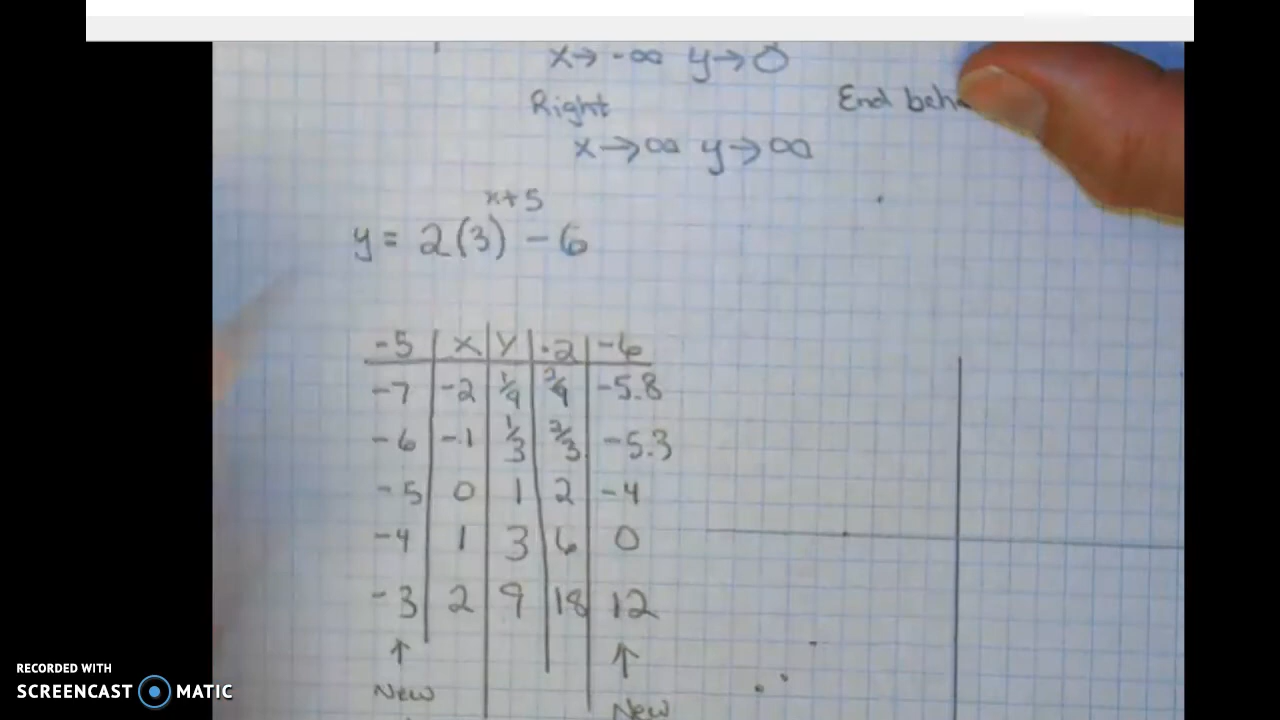 x→ -∞ y→0
Right
End beha
x→∞ y→∞
y = 2(3)^{x+5} - 6
-5 x y ·2 -6
-7 -2 1/9 2/9 -5.8
-6 -1 1/3 2/3 -5.3
-5 0 1 2 -4
-4 1 3 6 0
-3 2 9 18 12
↑ ↑
New New
RECORDED WITH
SCREENCAST MATIC